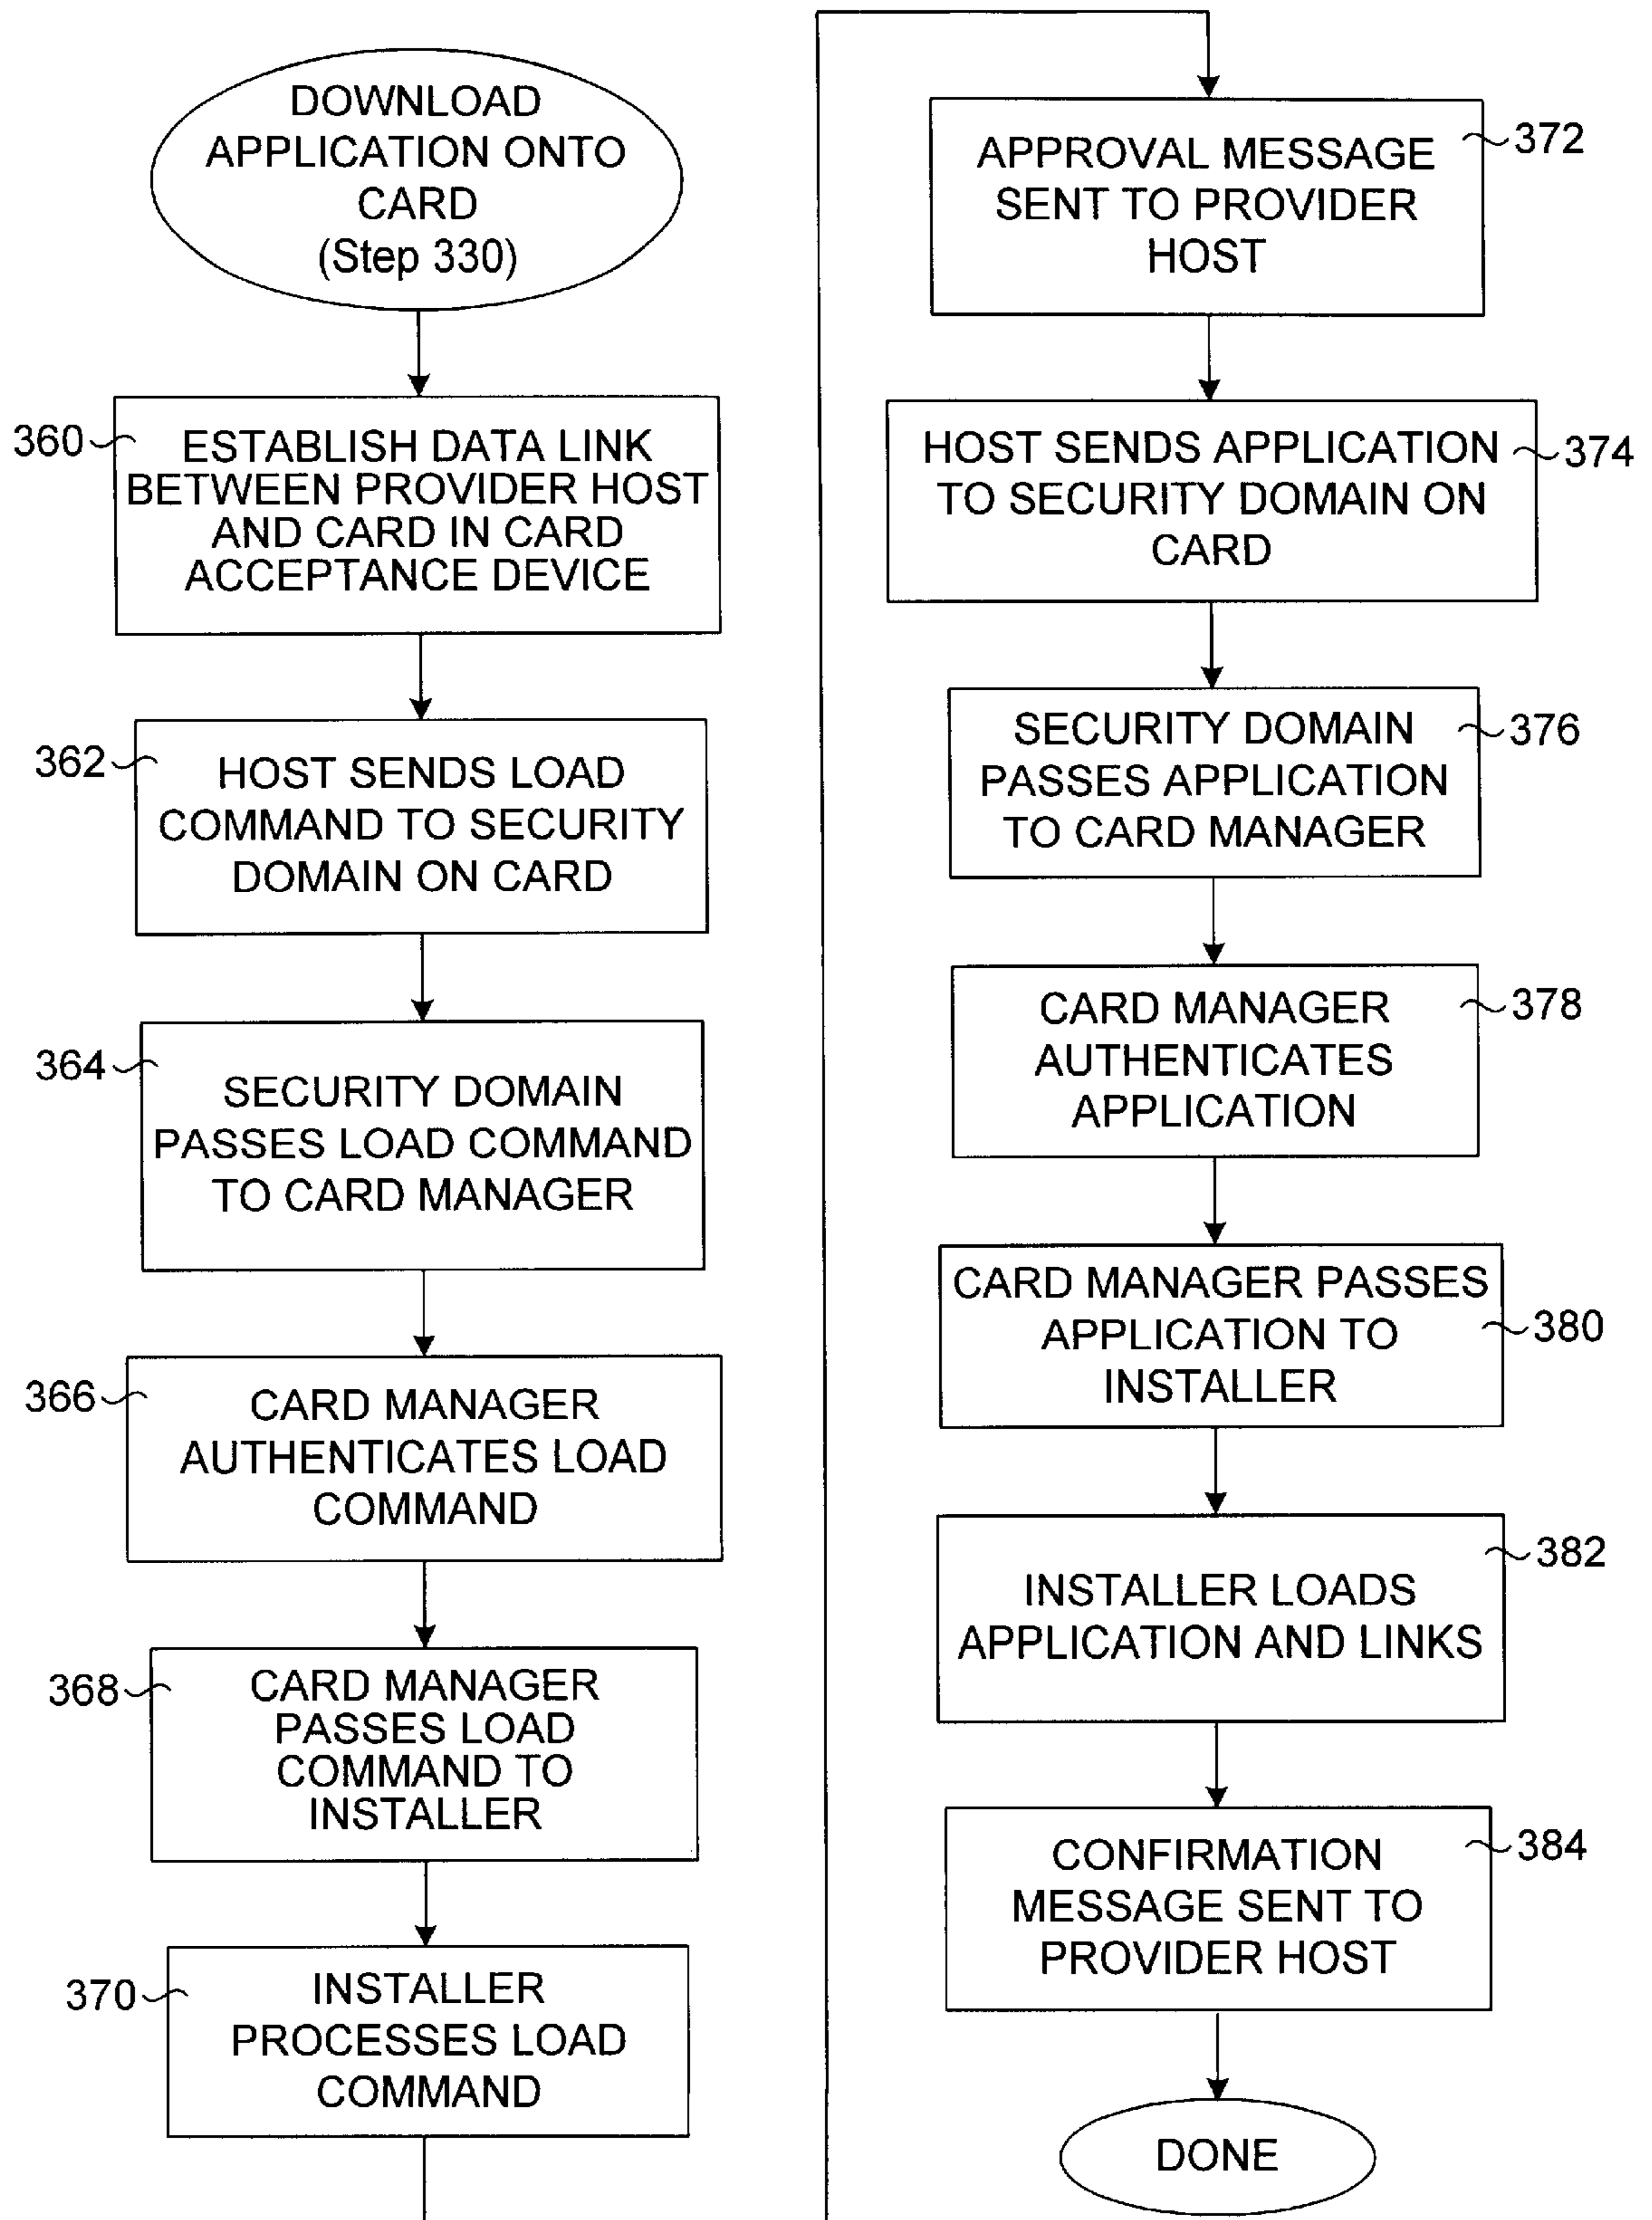 DOWNLOAD
APPLICATION ONTO
CARD
(Step 330)
360
ESTABLISH DATA LINK
BETWEEN PROVIDER HOST
AND CARD IN CARD
ACCEPTANCE DEVICE
362
HOST SENDS LOAD
COMMAND TO SECURITY
DOMAIN ON CARD
364
SECURITY DOMAIN
PASSES LOAD COMMAND
TO CARD MANAGER
366
CARD MANAGER
AUTHENTICATES LOAD
COMMAND
368
CARD MANAGER
PASSES LOAD
COMMAND TO
INSTALLER
370
INSTALLER
PROCESSES LOAD
COMMAND
372
APPROVAL MESSAGE
SENT TO PROVIDER
HOST
374
HOST SENDS APPLICATION
TO SECURITY DOMAIN ON
CARD
376
SECURITY DOMAIN
PASSES APPLICATION
TO CARD MANAGER
378
CARD MANAGER
AUTHENTICATES
APPLICATION
380
CARD MANAGER PASSES
APPLICATION TO
INSTALLER
382
INSTALLER LOADS
APPLICATION AND LINKS
384
CONFIRMATION
MESSAGE SENT TO
PROVIDER HOST
DONE